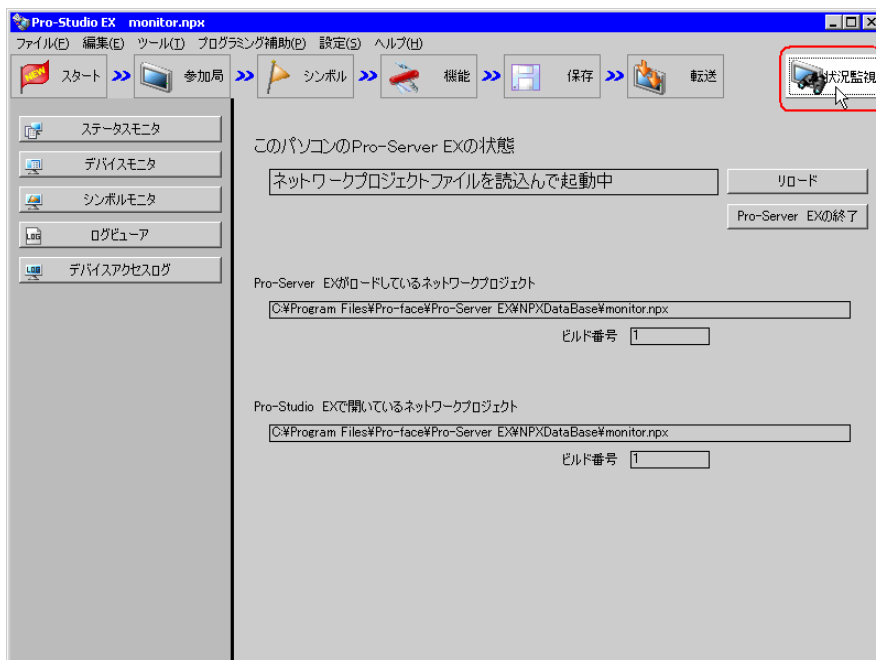 Pro-Studio EX monitor.npx
ファイル(F) 編集(E) ツール(T) プログラミング補助(P) 設定(S) ヘルプ(H)
NEW スタート 参加局 シンボル 機能 保存 転送 状況監視
ステータスモニタ
デバイスモニタ
シンボルモニタ
LOG ログビューア
LOG デバイスアクセスログ
このパソコンのPro-Server EXの状態
ネットワークプロジェクトファイルを読込んで起動中
リロード
Pro-Server EXの終了
Pro-Server EXがロードしているネットワークプロジェクト
C:¥Program Files¥Pro-face¥Pro-Server EX¥NPXDataBase¥monitor.npx
ビルド番号 1
Pro-Studio EXで開いているネットワークプロジェクト
C:¥Program Files¥Pro-face¥Pro-Server EX¥NPXDataBase¥monitor.npx
ビルド番号 1